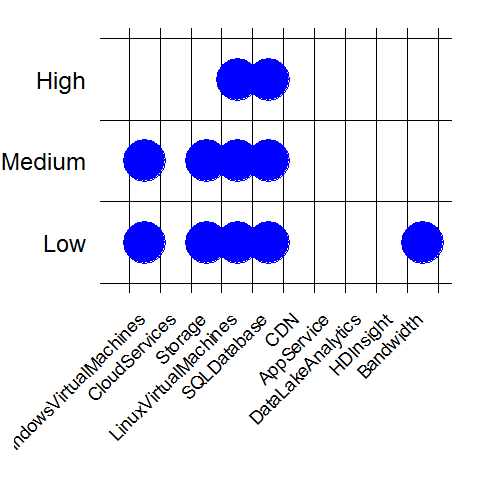 High
Medium
Low
ndowsVirtualMachines
CloudServices
Storage
LinuxVirtualMachines
SQLDatabase
CDN
AppService
DataLakeAnalytics
HDInsight
Bandwidth